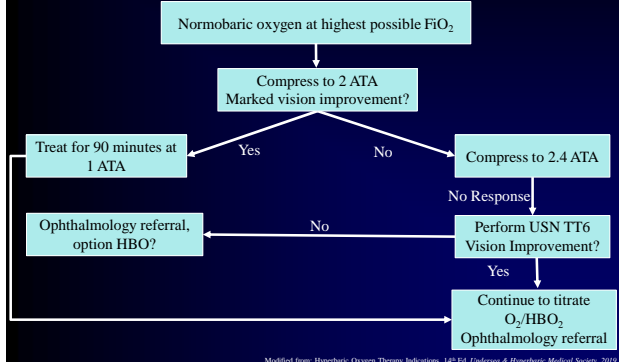 Normobaric oxygen at highest possible FiO₂
Compress to 2 ATA
Marked vision improvement?
Yes
No
Treat for 90 minutes at
1 ATA
Compress to 2.4 ATA
No Response
Ophthalmology referral,
option HBO?
No
Perform USN TT6
Vision Improvement?
Yes
Continue to titrate
O₂/HBO₂
Ophthalmology referral
Modified from: Hyperbaric Oxygen Therapy Indications, 14th Ed. Undersea & Hyperbaric Medical Society, 2019